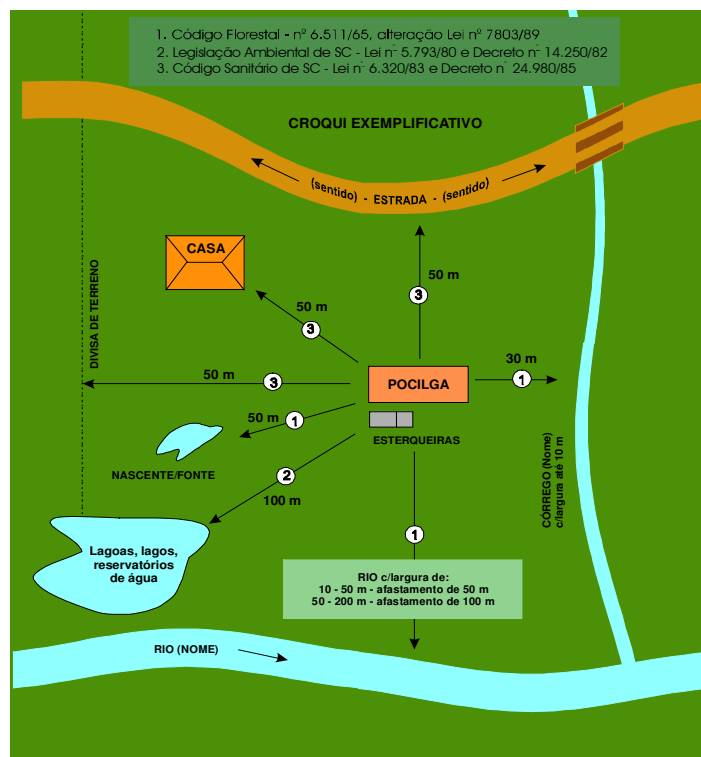 1. Código Florestal - nº 6.511/65, alteração Lei nº 7803/89
2. Legislação Ambiental de SC - Lei nº 5.793/80 e Decreto nº 14.250/82
3. Código Sanitário de SC - Lei nº 6.320/83 e Decreto nº 24.980/85
CROQUI EXEMPLIFICATIVO
(sentido) - ESTRADA - (sentido)
CASA
50 m
3
50 m
3
DIVISA DE TERRENO
50 m
3
POCILGA
30 m
1
50 m
1
ESTERQUEIRAS
NASCENTE/FONTE
2
100 m
CÓRREGO (Nome)
c/largura até 10 m
1
Lagoas, lagos,
reservatórios
de água
RIO c/largura de:
10 - 50 m - afastamento de 50 m
50 - 200 m - afastamento de 100 m
RIO (NOME)